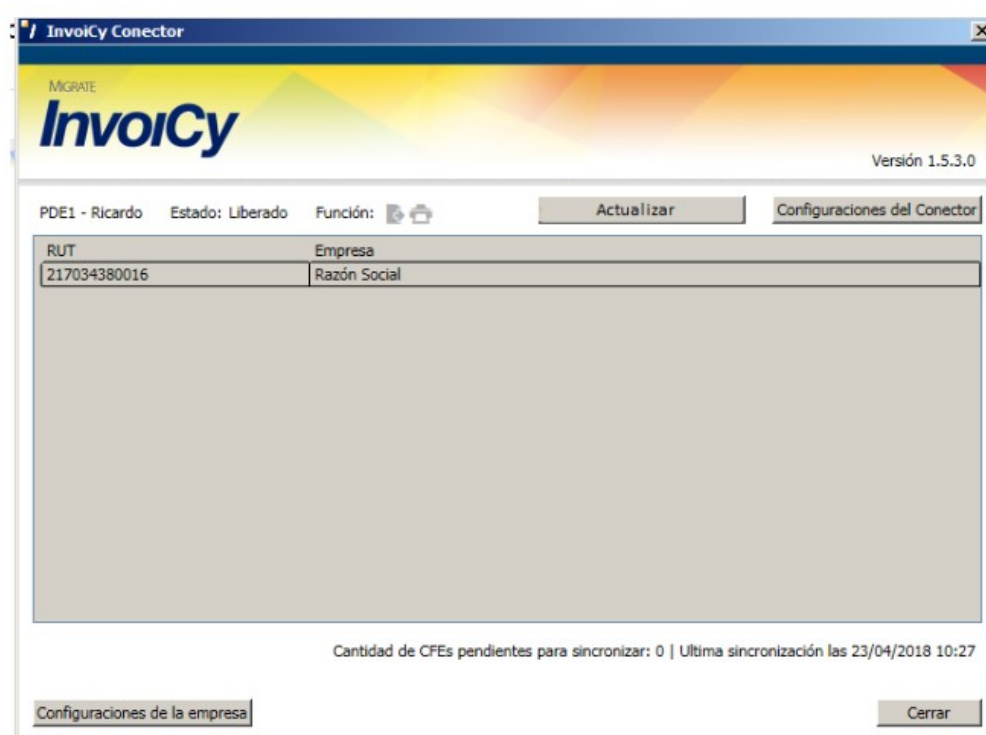 InvoiCy Conector
MIGRATE
InvoiCy
Versión 1.5.3.0
PDE1 - Ricardo Estado: Liberado Función: Actualizar Configuraciones del Conector
RUT Empresa
217034380016 Razón Social
Cantidad de CFEs pendientes para sincronizar: 0 | Ultima sincronización las 23/04/2018 10:27
Configuraciones de la empresa Cerrar